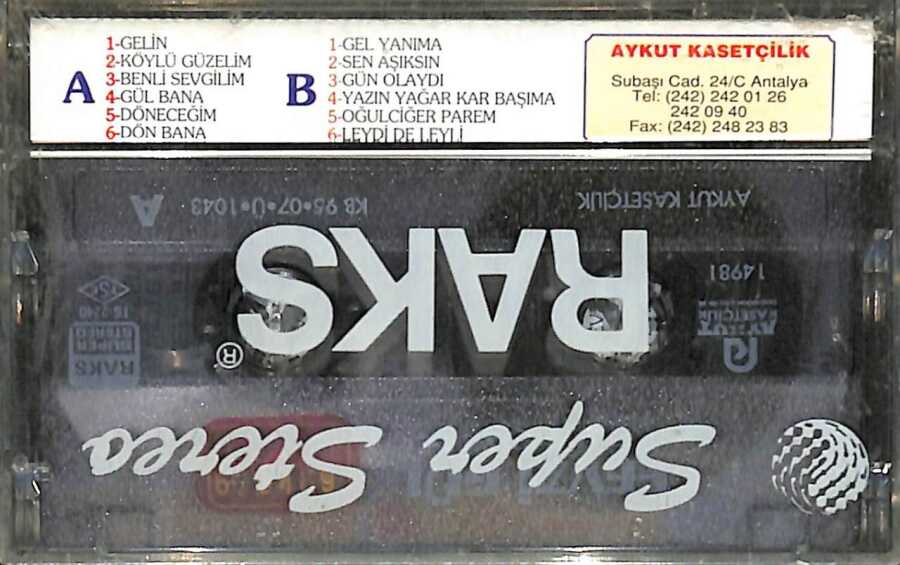 A
1-GELİN
2-KÖYLÜ GÜZELİM
3-BENLİ SEVGİLİM
4-GÜL BANA
5-DÖNECEĞİM
6-DÖN BANA
B
1-GEL YANIMA
2-SEN AŞIKSIN
3-GÜN OLAYDI
4-YAZIN YAĞAR KAR BAŞIMA
5-OĞULCİĞER PAREM
6-LEYDİ DE LEYLİ
AYKUT KASETÇİLİK
Subaşı Cad. 24/C Antalya
Tel: (242) 242 01 26
242 09 40
Fax: (242) 248 23 83
AYKUT KASETÇİLİK
KB 95•07•Ü•1043
A
RAKS®
14981
AYKUT
KASETÇİLİK
RAKS
SUPER
STEREO
TSE
Super Stereo